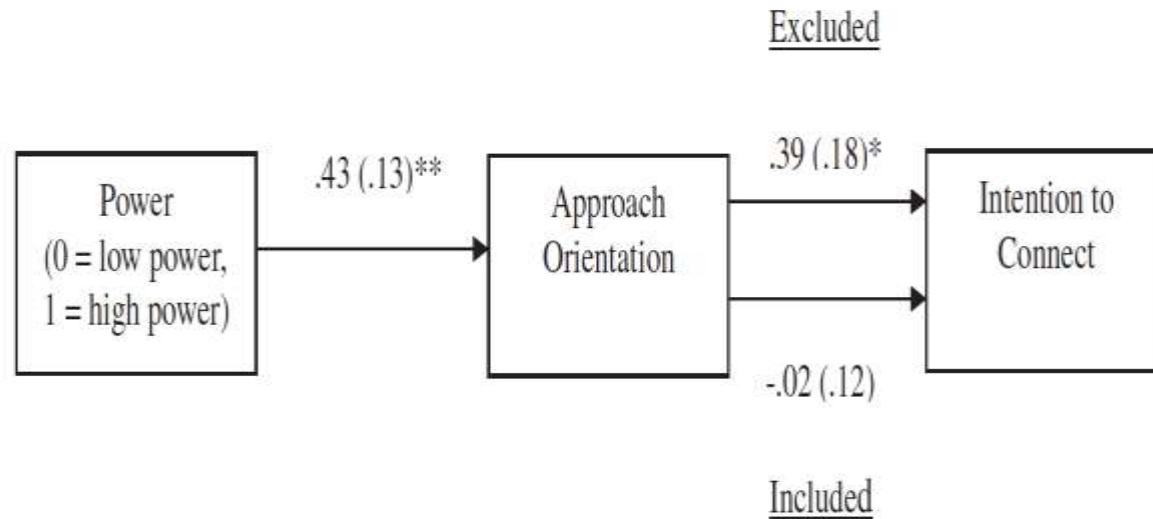 Excluded
.43 (.13)**
.39 (.18)*
Power
(0 = low power,
1 = high power)
Approach
Orientation
Intention to
Connect
-.02 (.12)
Included